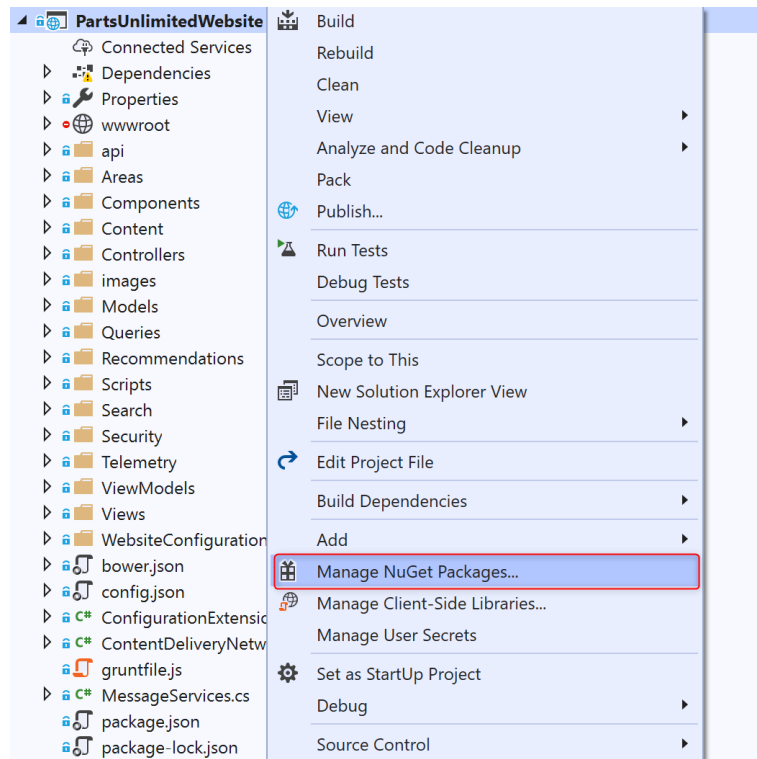 PartsUnlimitedWebsite
Connected Services
Dependencies
Properties
wwwroot
api
Areas
Components
Content
Controllers
images
Models
Queries
Recommendations
Scripts
Search
Security
Telemetry
ViewModels
Views
WebsiteConfiguration
bower.json
config.json
C# ConfigurationExtensio
C# ContentDeliveryNetw
gruntfile.js
C# MessageServices.cs
package.json
package-lock.json
Build
Rebuild
Clean
View
Analyze and Code Cleanup
Pack
Publish...
Run Tests
Debug Tests
Overview
Scope to This
New Solution Explorer View
File Nesting
Edit Project File
Build Dependencies
Add
Manage NuGet Packages...
Manage Client-Side Libraries...
Manage User Secrets
Set as StartUp Project
Debug
Source Control